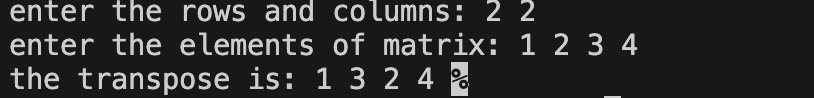 enter the rows and columns: 2 2
enter the elements of matrix: 1 2 3 4
the transpose is: 1 3 2 4 %